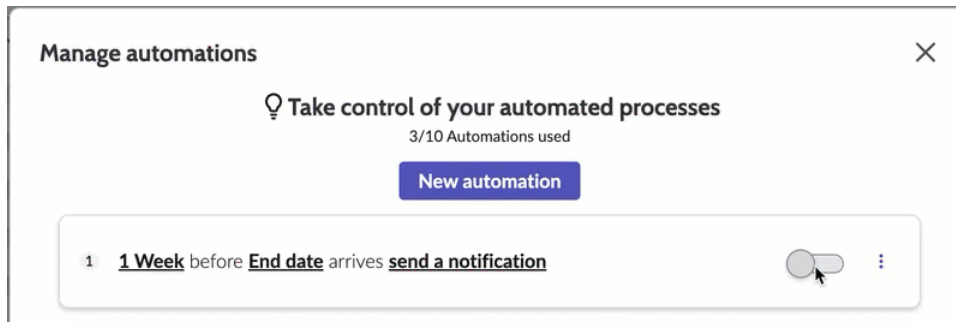 Manage automations
Take control of your automated processes
3/10 Automations used
New automation
1 1 Week before End date arrives send a notification